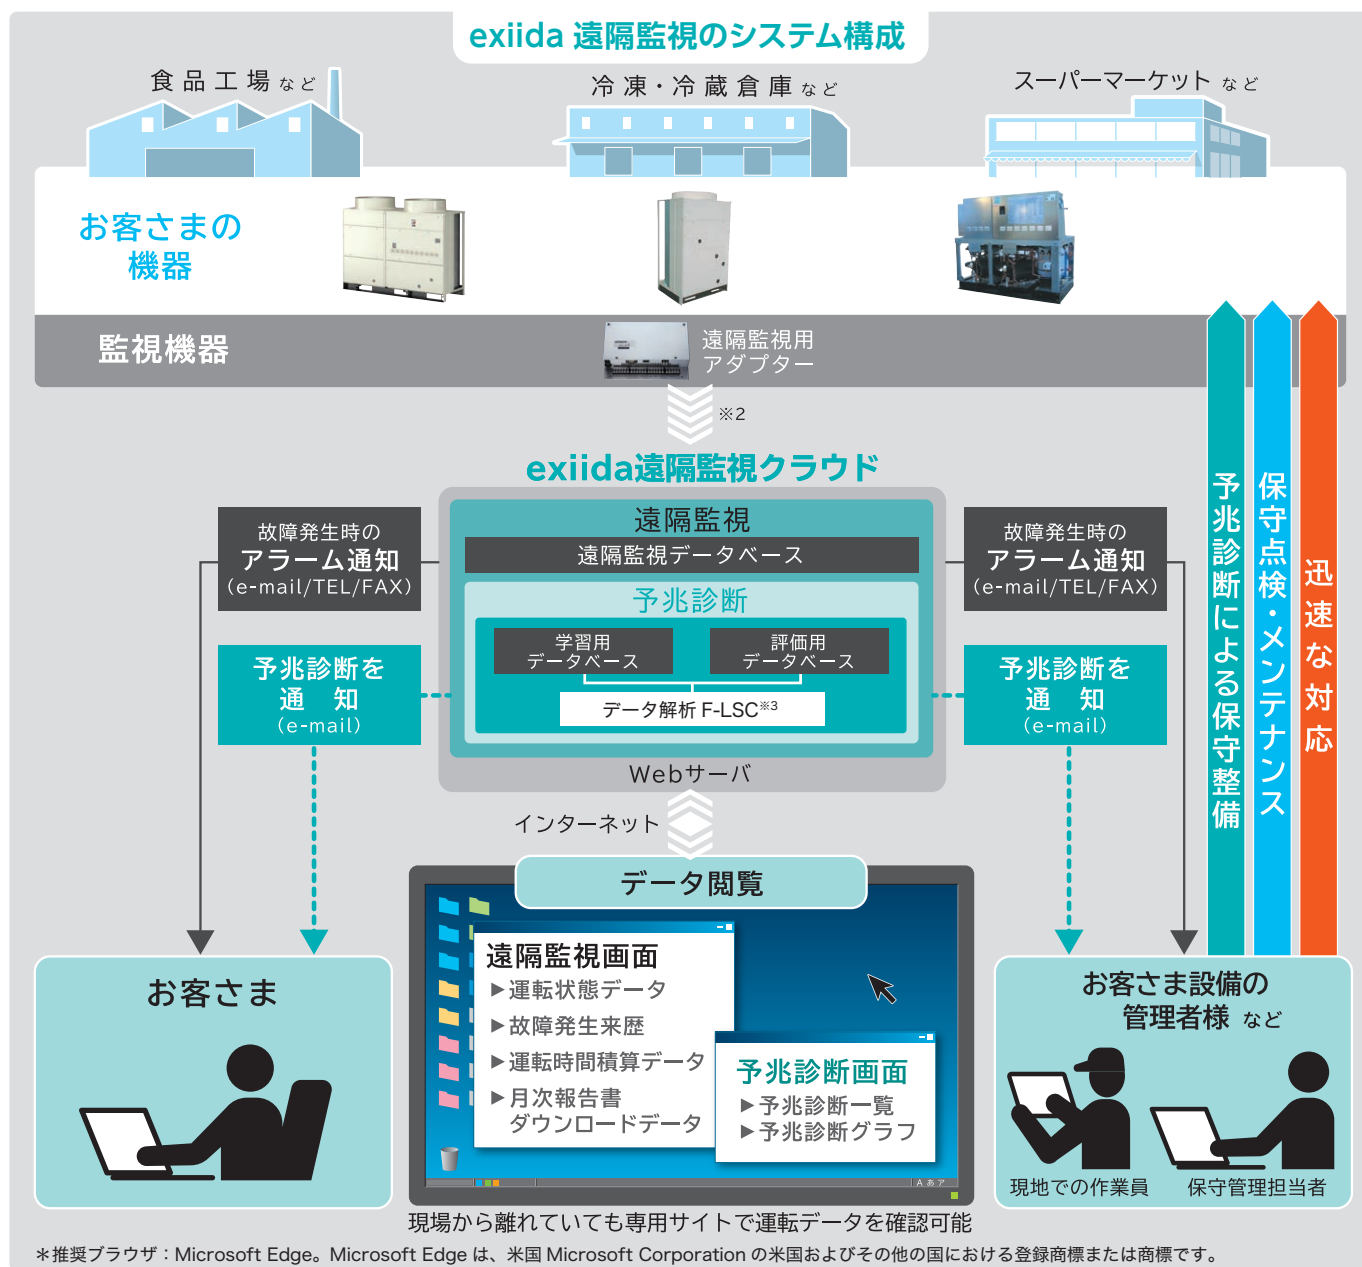 exiida 遠隔監視のシステム構成
食品工場 など
冷凍・冷蔵倉庫 など
スーパーマーケット など
お客さまの
機器
監視機器
遠隔監視用
アダプター
※2
exiida遠隔監視クラウド
遠隔監視
遠隔監視データベース
予兆診断
学習用
データベース
評価用
データベース
データ解析 F-LSC※3
Webサーバ
故障発生時の
アラーム通知
(e-mail/TEL/FAX)
予兆診断を
通 知
(e-mail)
故障発生時の
アラーム通知
(e-mail/TEL/FAX)
予兆診断を
通 知
(e-mail)
予兆診断による保守整備
保守点検・メンテナンス
迅速な対応
インターネット
データ閲覧
遠隔監視画面
▶運転状態データ
▶故障発生来歴
▶運転時間積算データ
▶月次報告書
ダウンロードデータ
予兆診断画面
▶予兆診断一覧
▶予兆診断グラフ
A あ ア
お客さま
お客さま設備の
管理者様 など
現地での作業員
保守管理担当者
現場から離れていても専用サイトで運転データを確認可能
＊推奨ブラウザ：Microsoft Edge。Microsoft Edge は、米国 Microsoft Corporation の米国およびその他の国における登録商標または商標です。